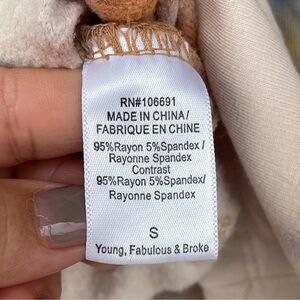 RN#106691
MADE IN CHINA/
FABRIQUE EN CHINE
95%Rayon 5%Spandex/
Rayonne Spandex
Contrast
95%Rayon 5%Spandex/
Rayonne Spandex
S
Young, Fabulous & Broke